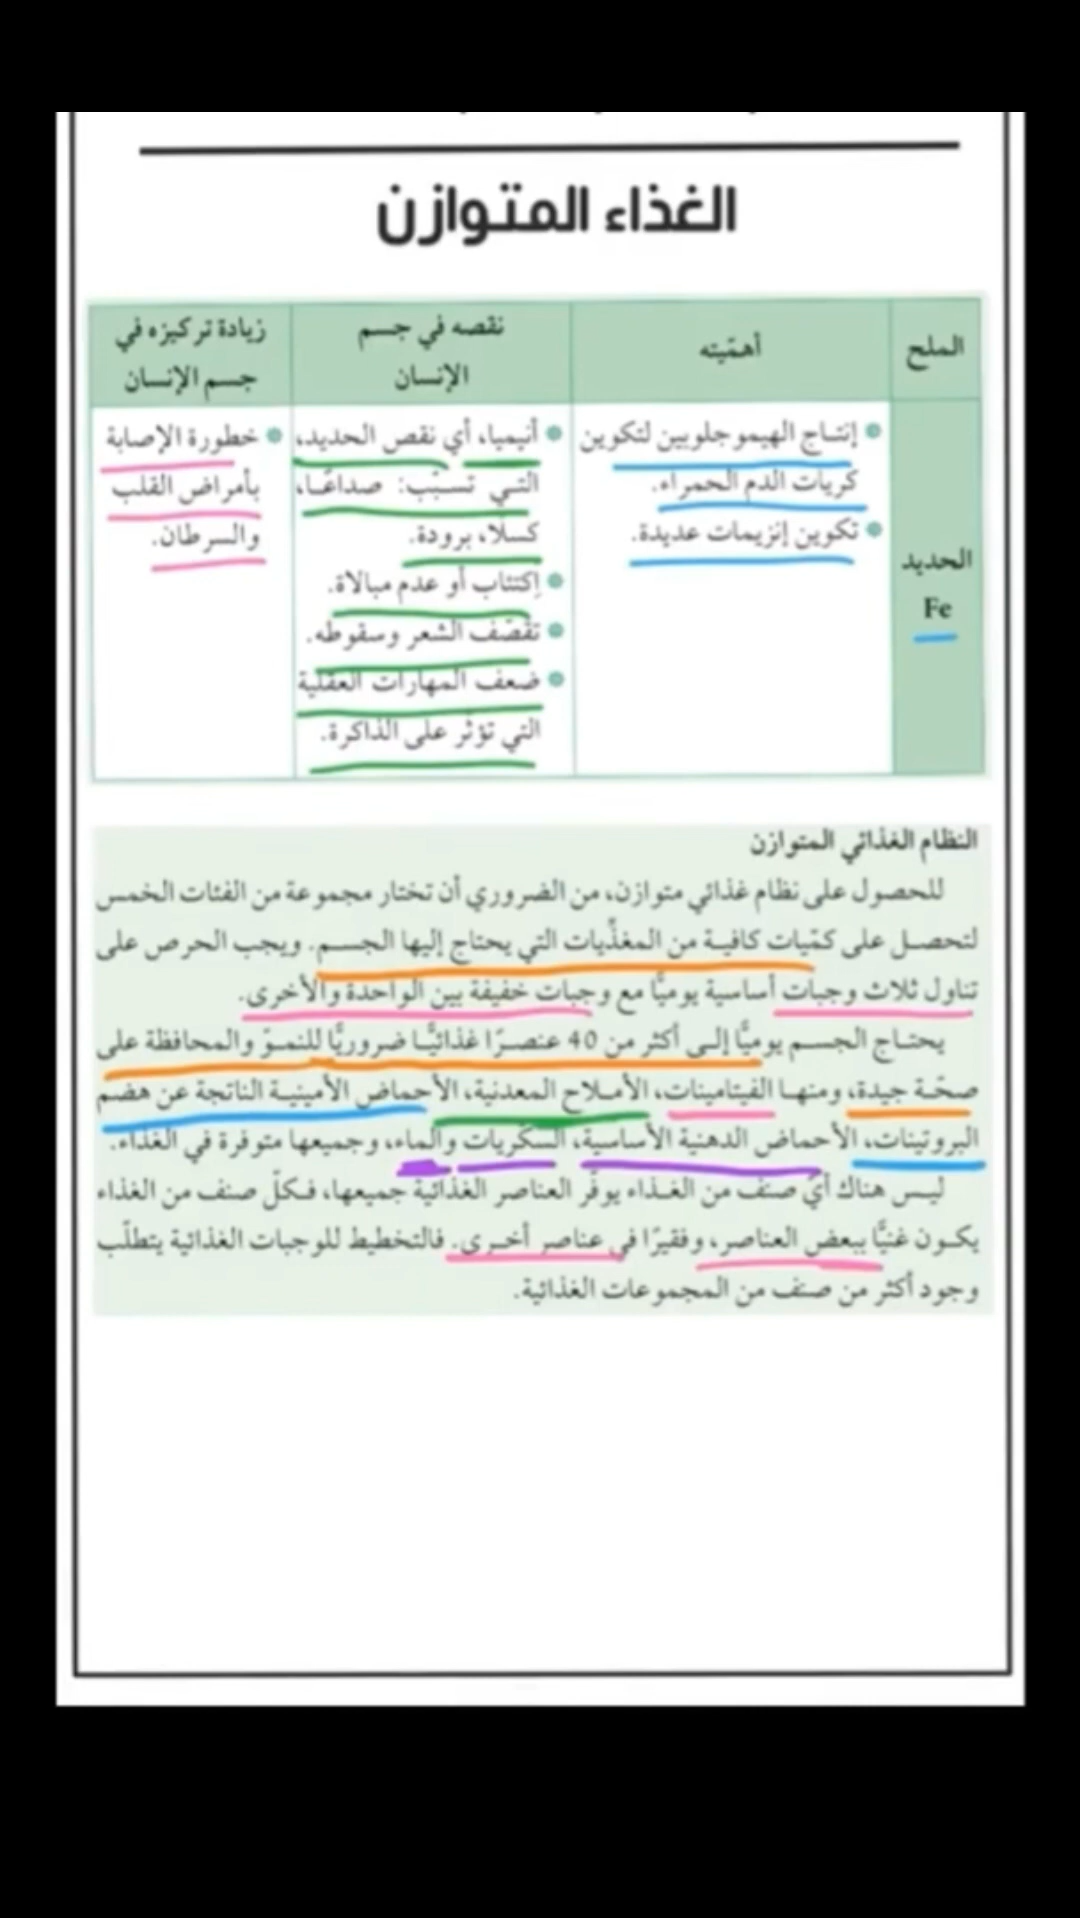 الغذاء المتوازن
الملح
أهمّيته
نقصه في جسم
الإنسان
زيادة تركيزه في
جسم الإنسان
الحديد
Fe
إنتاج الهيموجلوبين لتكوين
كريات الدم الحمراء.
تكوين إنزيمات عديدة.
أنيميا، أي نقص الحديد،
التي تسبّب: صداعًا،
كسلًا، برودة.
اِكتئاب أو عدم مبالاة.
تقصّف الشعر وسقوطه.
ضعف المهارات العقلية
التي تؤثّر على الذاكرة.
خطورة الإصابة
بأمراض القلب
والسرطان.
النظام الغذائي المتوازن
للحصول على نظام غذائي متوازن، من الضروري أن تختار مجموعة من الفئات الخمس
لتحصل على كمّيات كافية من المغذّيات التي يحتاج إليها الجسم. ويجب الحرص على
تناول ثلاث وجبات أساسية يوميًّا مع وجبات خفيفة بين الواحدة والأخرى.
يحتاج الجسم يوميًّا إلى أكثر من 40 عنصرًا غذائيًّا ضروريًّا للنموّ والمحافظة على
صحّة جيدة، ومنها الفيتامينات، الأملاح المعدنية، الأحماض الأمينية الناتجة عن هضم
البروتينات، الأحماض الدهنية الأساسية، السكّريات والماء، وجميعها متوفرة في الغذاء.
ليس هناك أيّ صنف من الغذاء يوفّر العناصر الغذائية جميعها، فكلّ صنف من الغذاء
يكون غنيًّا ببعض العناصر، وفقيرًا في عناصر أخرى. فالتخطيط للوجبات الغذائية يتطلّب
وجود أكثر من صنف من المجموعات الغذائية.